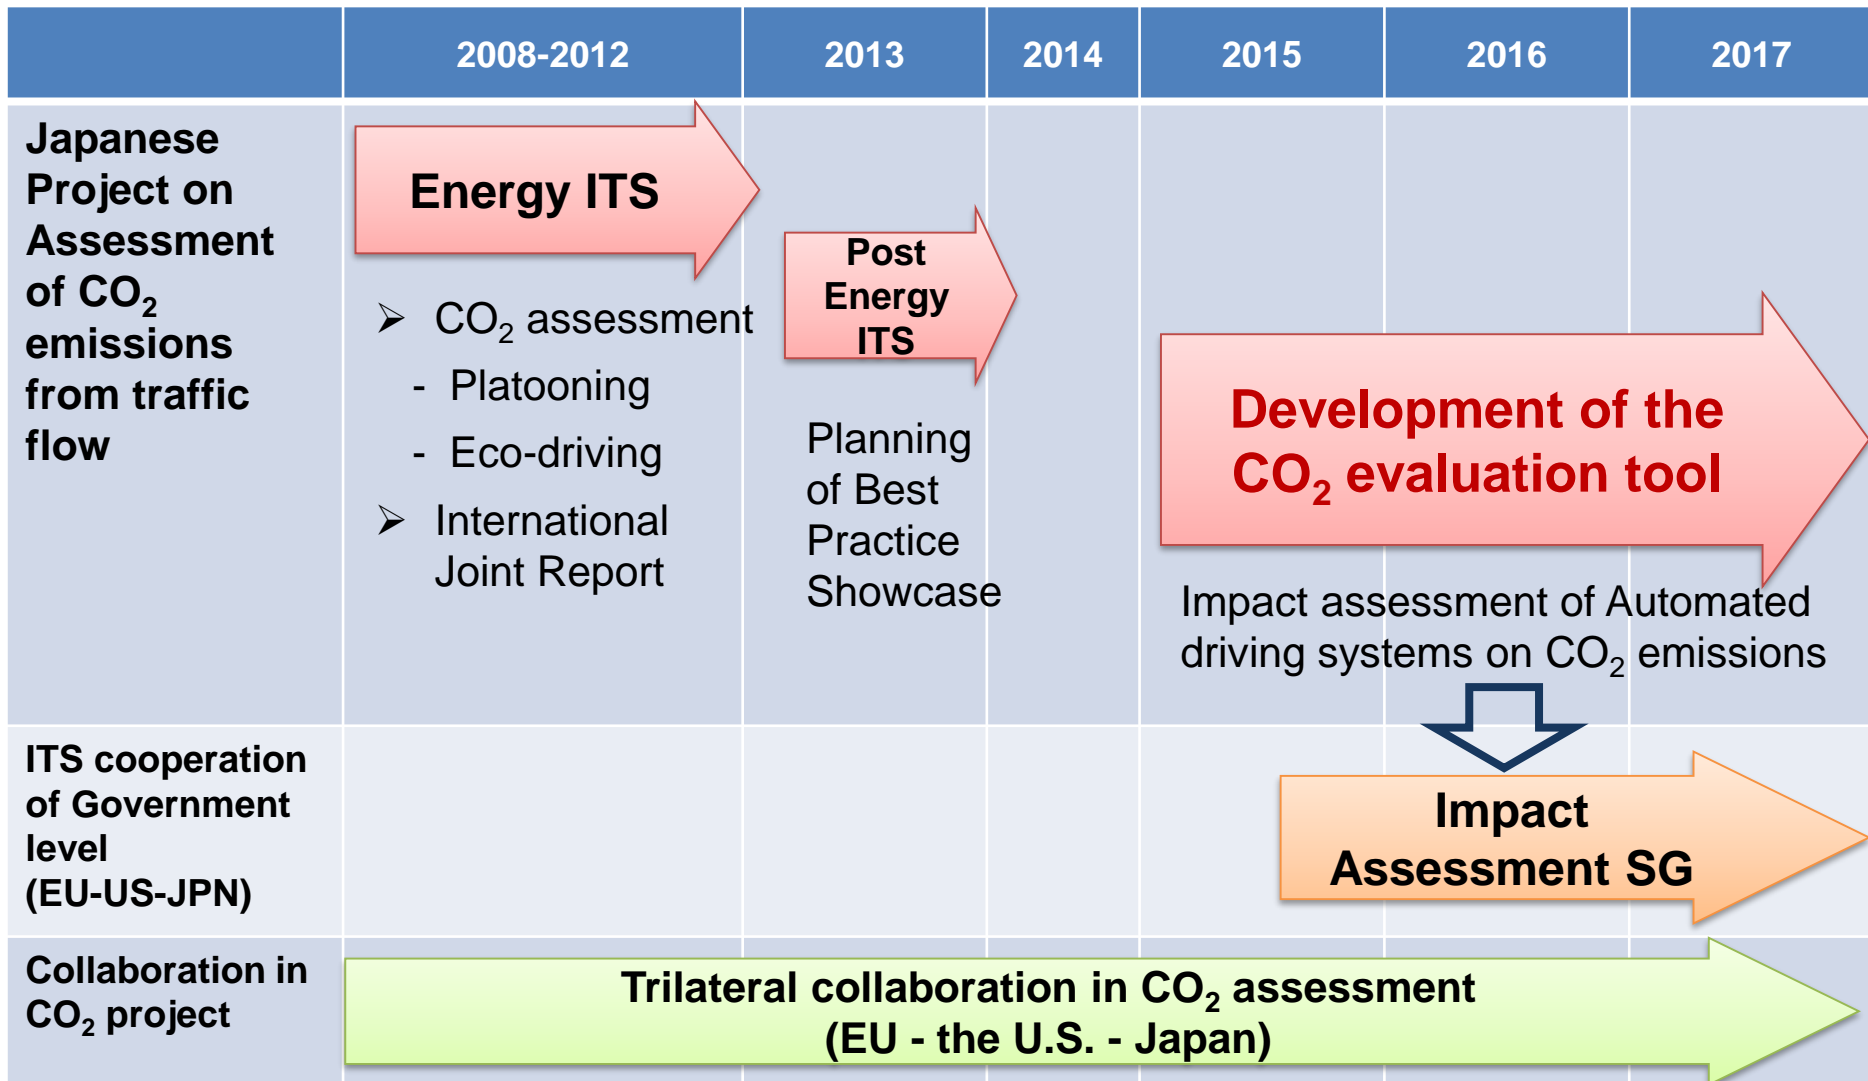 2008-2012
2013
2014
2015
2016
2017
Japanese
Project on
Assessment
of CO₂
emissions
from traffic
flow
Energy ITS
➢ CO₂ assessment
- Platooning
- Eco-driving
➢ International
Joint Report
Post
Energy
ITS
Planning
of Best
Practice
Showcase
Development of the
CO₂ evaluation tool
Impact assessment of Automated
driving systems on CO₂ emissions
ITS cooperation
of Government
level
(EU-US-JPN)
Impact
Assessment SG
Collaboration in
CO₂ project
Trilateral collaboration in CO₂ assessment
(EU - the U.S. - Japan)